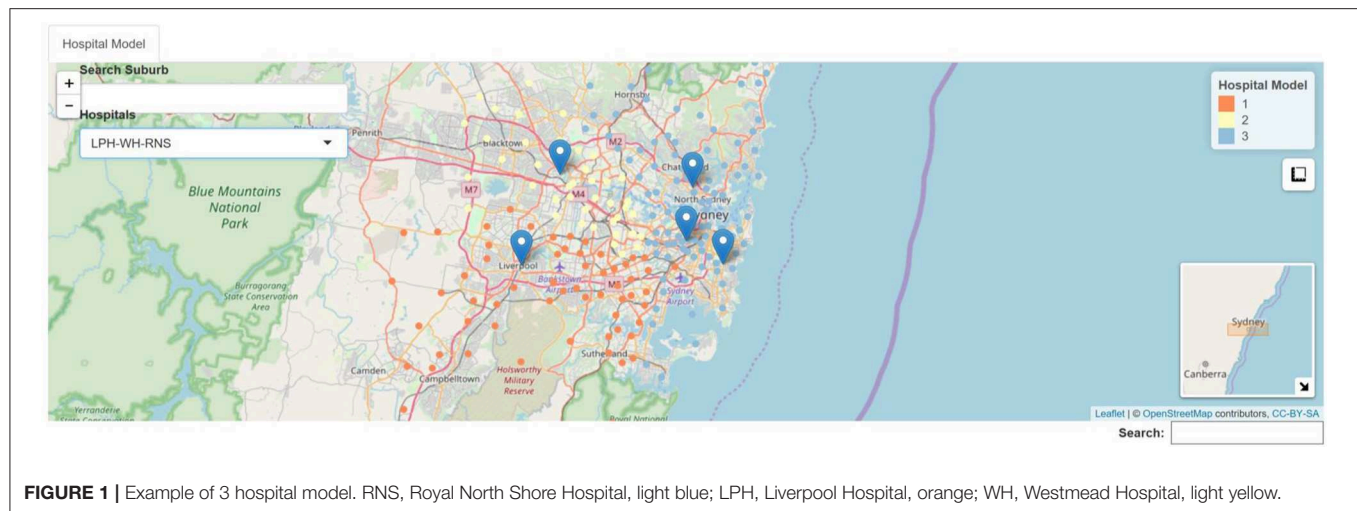 Hospital Model
Search Suburb
+
−
Hospitals
LPH-WH-RNS
Hornsby
Penrith
Blacktown
M2
Hospital Model
1
2
3
Blue Mountains
National
Park
M7
M4
North Sydney
Liverpool
Bankstown
Airport
M5
Sydney
Airport
Burragorang
State Conservation
Area
Sutherland
Camden
Campbelltown
Holsworthy
Military
Reserve
Royal National
Yerranderie
State Conservation
Sydney
Canberra
Leaflet | © OpenStreetMap contributors, CC-BY-SA
Search:
FIGURE 1 | Example of 3 hospital model. RNS, Royal North Shore Hospital, light blue; LPH, Liverpool Hospital, orange; WH, Westmead Hospital, light yellow.